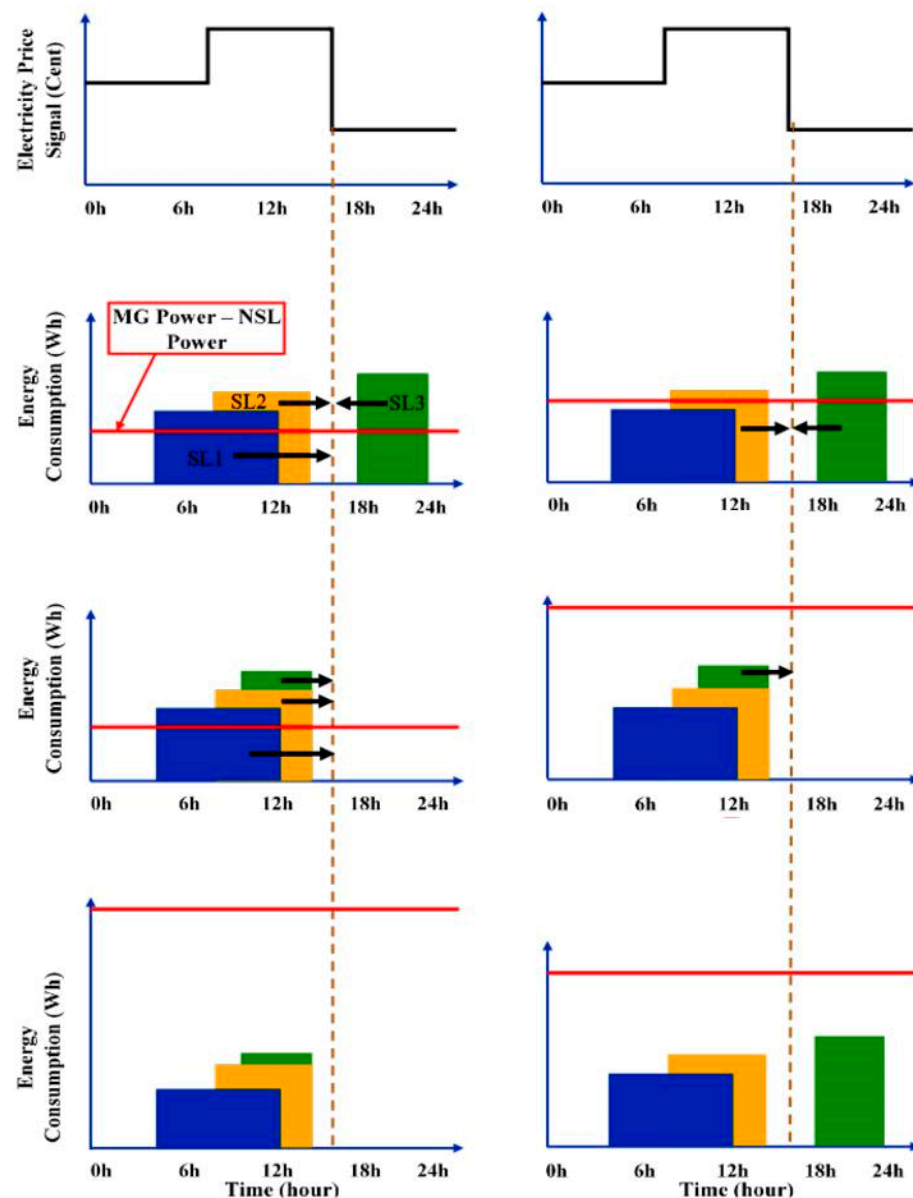 Electricity Price
Signal (Cent)
0h 6h 12h 18h 24h
0h 6h 12h 18h 24h
Energy
Consumption (Wh)
MG Power – NSL
Power
SL2
SL3
SL1
0h 6h 12h 18h 24h
0h 6h 12h 18h 24h
Energy
Consumption (Wh)
0h 6h 12h 18h 24h
0h 6h 12h 18h 24h
Energy
Consumption (Wh)
0h 6h 12h 18h 24h
Time (hour)
0h 6h 12h 18h 24h
Time (hour)